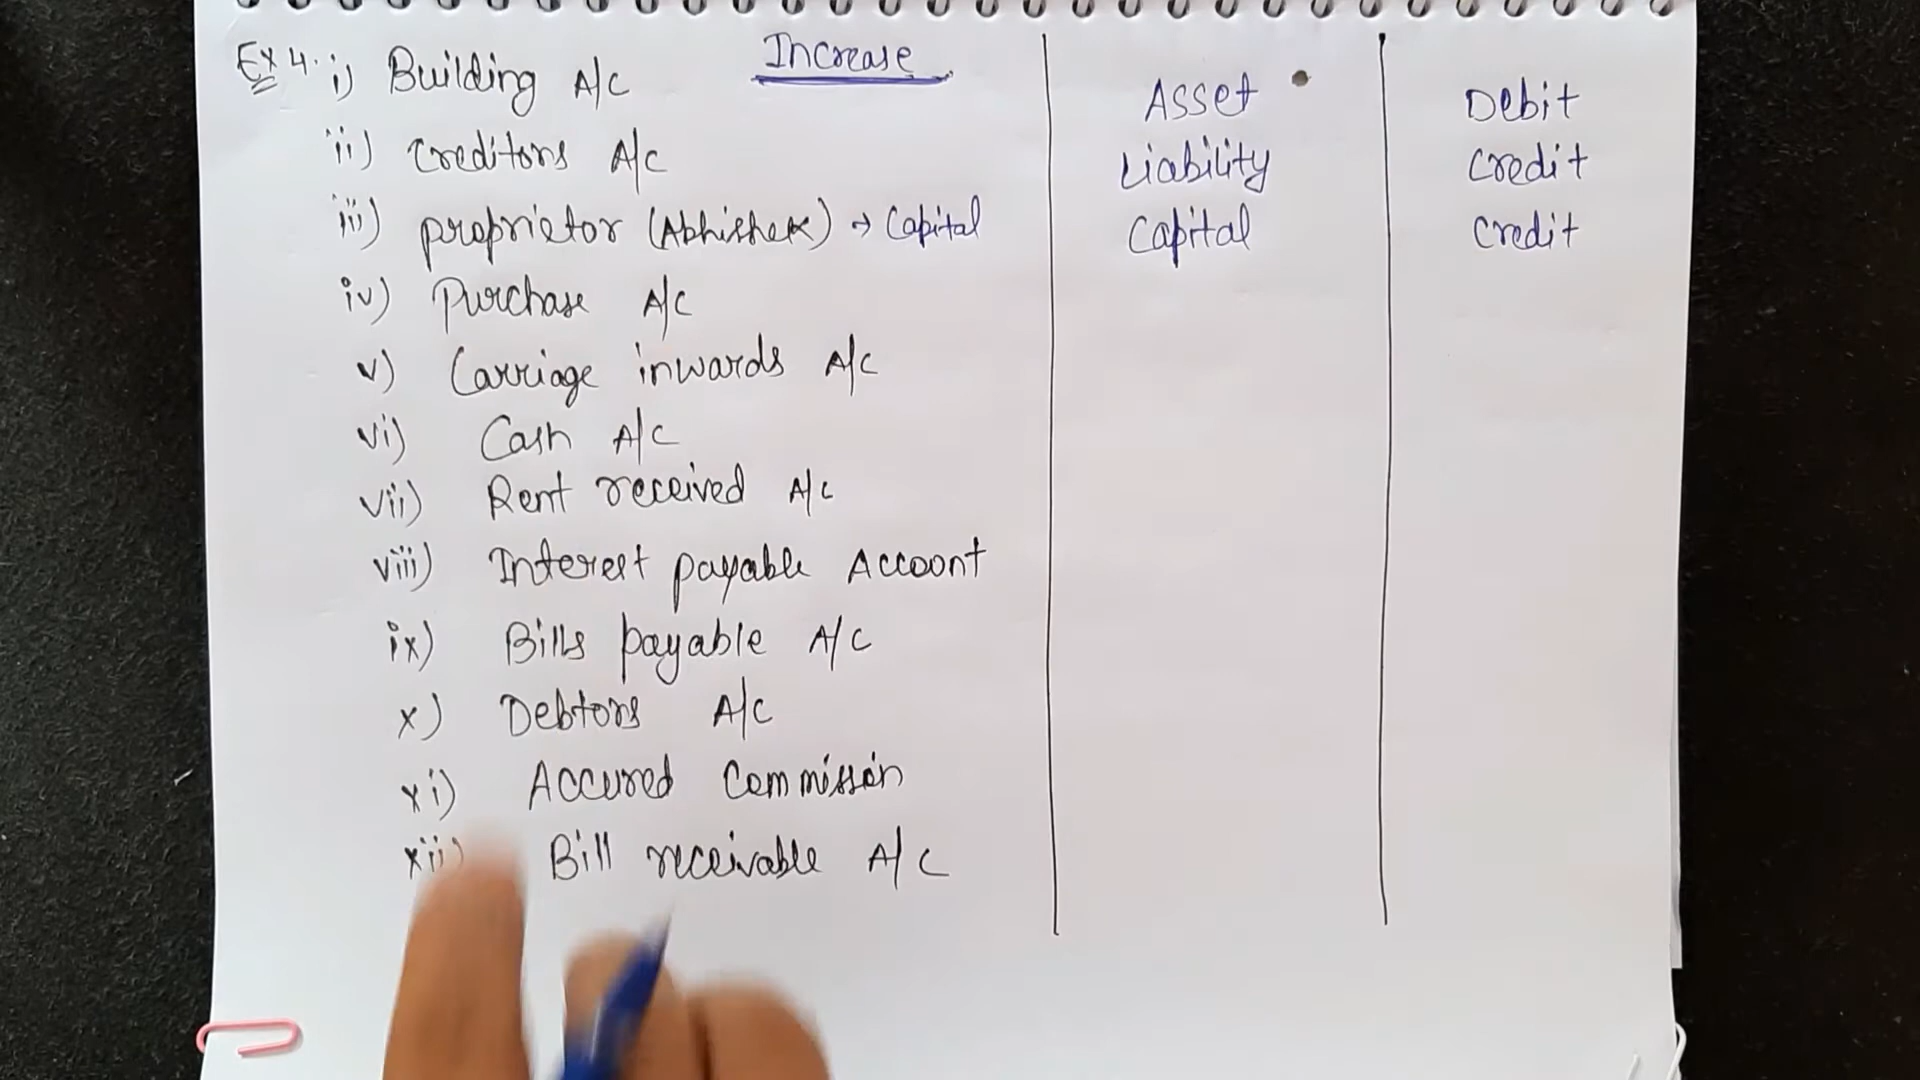 Ex 4. i) Building A/C Increase Asset Debit
ii) Creditors A/C Liability Credit
iii) proprietor (Abhishek) → Capital Capital Credit
iv) Purchase A/C
v) Carriage inwards A/C
vi) Cash A/C
vii) Rent received A/C
viii) Interest payable Account
ix) Bills payable A/C
x) Debtors A/C
xi) Accured Commission
xii) Bill receivable A/C